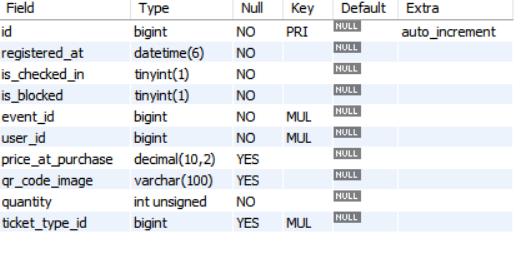 Field Type Null Key Default Extra
id bigint NO PRI NULL auto_increment
registered_at datetime(6) NO NULL
is_checked_in tinyint(1) NO NULL
is_blocked tinyint(1) NO NULL
event_id bigint NO MUL NULL
user_id bigint NO MUL NULL
price_at_purchase decimal(10,2) YES NULL
qr_code_image varchar(100) YES NULL
quantity int unsigned NO NULL
ticket_type_id bigint YES MUL NULL